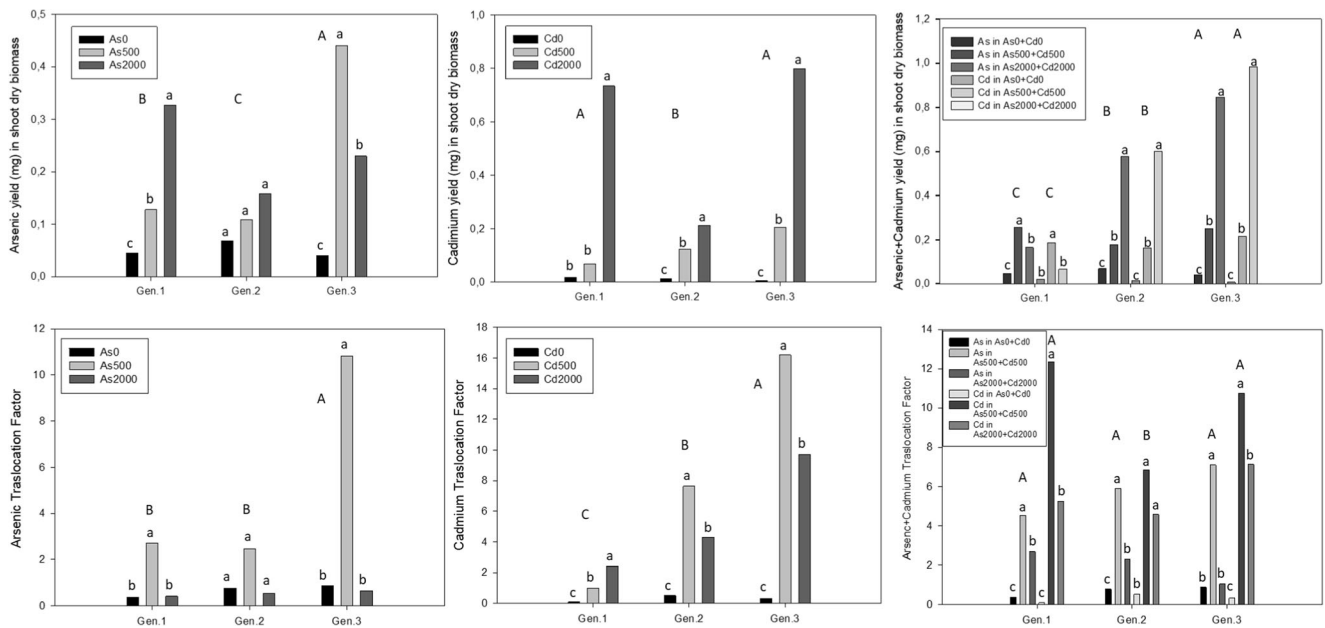 Arsenic yield (mg) in shoot dry biomass
0,5
0,4
0,3
0,2
0,1
0,0
As0
As500
As2000
A
B
C
c
b
a
a
a
a
c
a
b
Gen.1
Gen.2
Gen.3
Cadimium yield (mg) in shoot dry biomass
1,0
0,8
0,6
0,4
0,2
0,0
Cd0
Cd500
Cd2000
A
B
A
b
b
a
c
b
a
c
b
a
Gen.1
Gen.2
Gen.3
Arsenic+Cadmium yield (mg) in shoot dry biomass
1,2
1,0
0,8
0,6
0,4
0,2
0,0
As in As0+Cd0
As in As500+Cd500
As in As2000+Cd2000
Cd in As0+Cd0
Cd in As500+Cd500
Cd in As2000+Cd2000
C
C
B
B
A
A
c
a
b
b
a
b
c
b
a
c
b
a
c
b
a
c
b
a
Gen.1
Gen.2
Gen.3
Arsenic Traslocation Factor
12
10
8
6
4
2
0
As0
As500
As2000
B
B
A
b
a
b
a
a
a
b
a
b
Gen.1
Gen.2
Gen.3
Cadmium Traslocation Factor
18
16
14
12
10
8
6
4
2
0
Cd0
Cd500
Cd2000
C
B
A
c
b
a
c
a
b
c
a
b
Gen.1
Gen.2
Gen.3
Arsenc+Cadmium Traslocation Factor
14
12
10
8
6
4
2
0
As in As0+Cd0
As in
As500+Cd500
As in
As2000+Cd2000
Cd in As0+Cd0
Cd in
As500+Cd500
Cd in
As2000+Cd2000
A
A
A
B
A
A
c
a
b
c
a
b
c
a
b
b
a
a
c
a
b
c
a
b
Gen.1
Gen.2
Gen.3